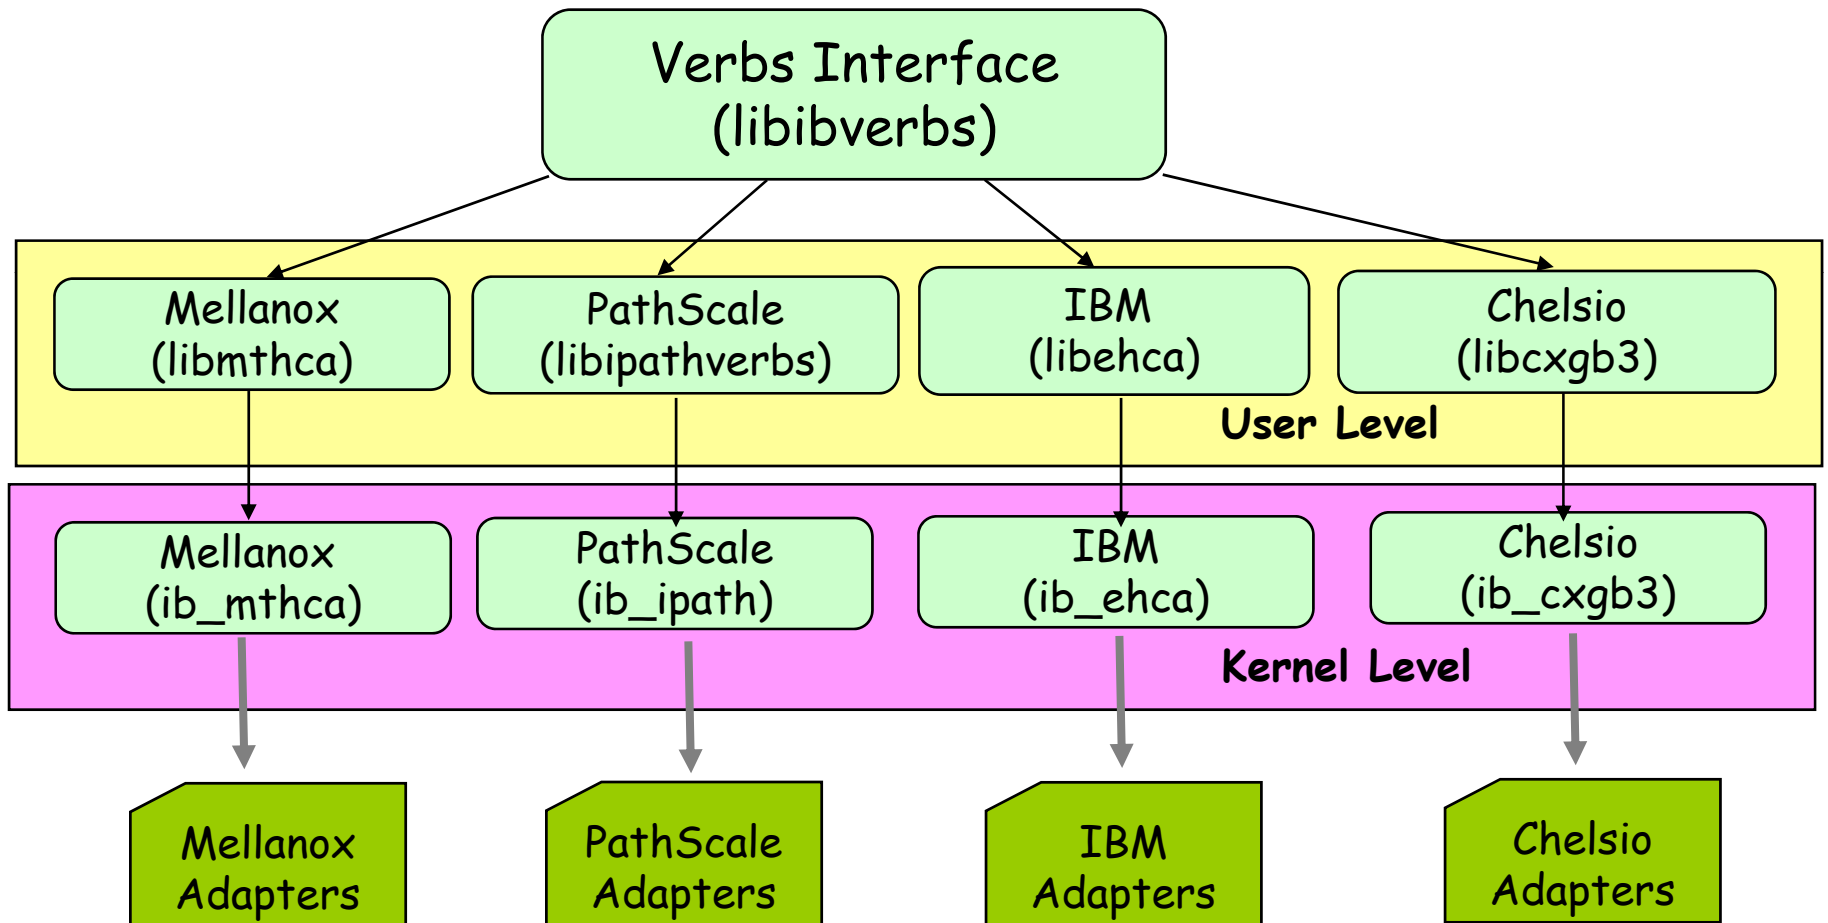 Verbs Interface
(libibverbs)
Mellanox
(libmthca)
PathScale
(libipathverbs)
IBM
(libehca)
Chelsio
(libcxgb3)
User Level
Mellanox
(ib_mthca)
PathScale
(ib_ipath)
IBM
(ib_ehca)
Chelsio
(ib_cxgb3)
Kernel Level
Mellanox
Adapters
PathScale
Adapters
IBM
Adapters
Chelsio
Adapters